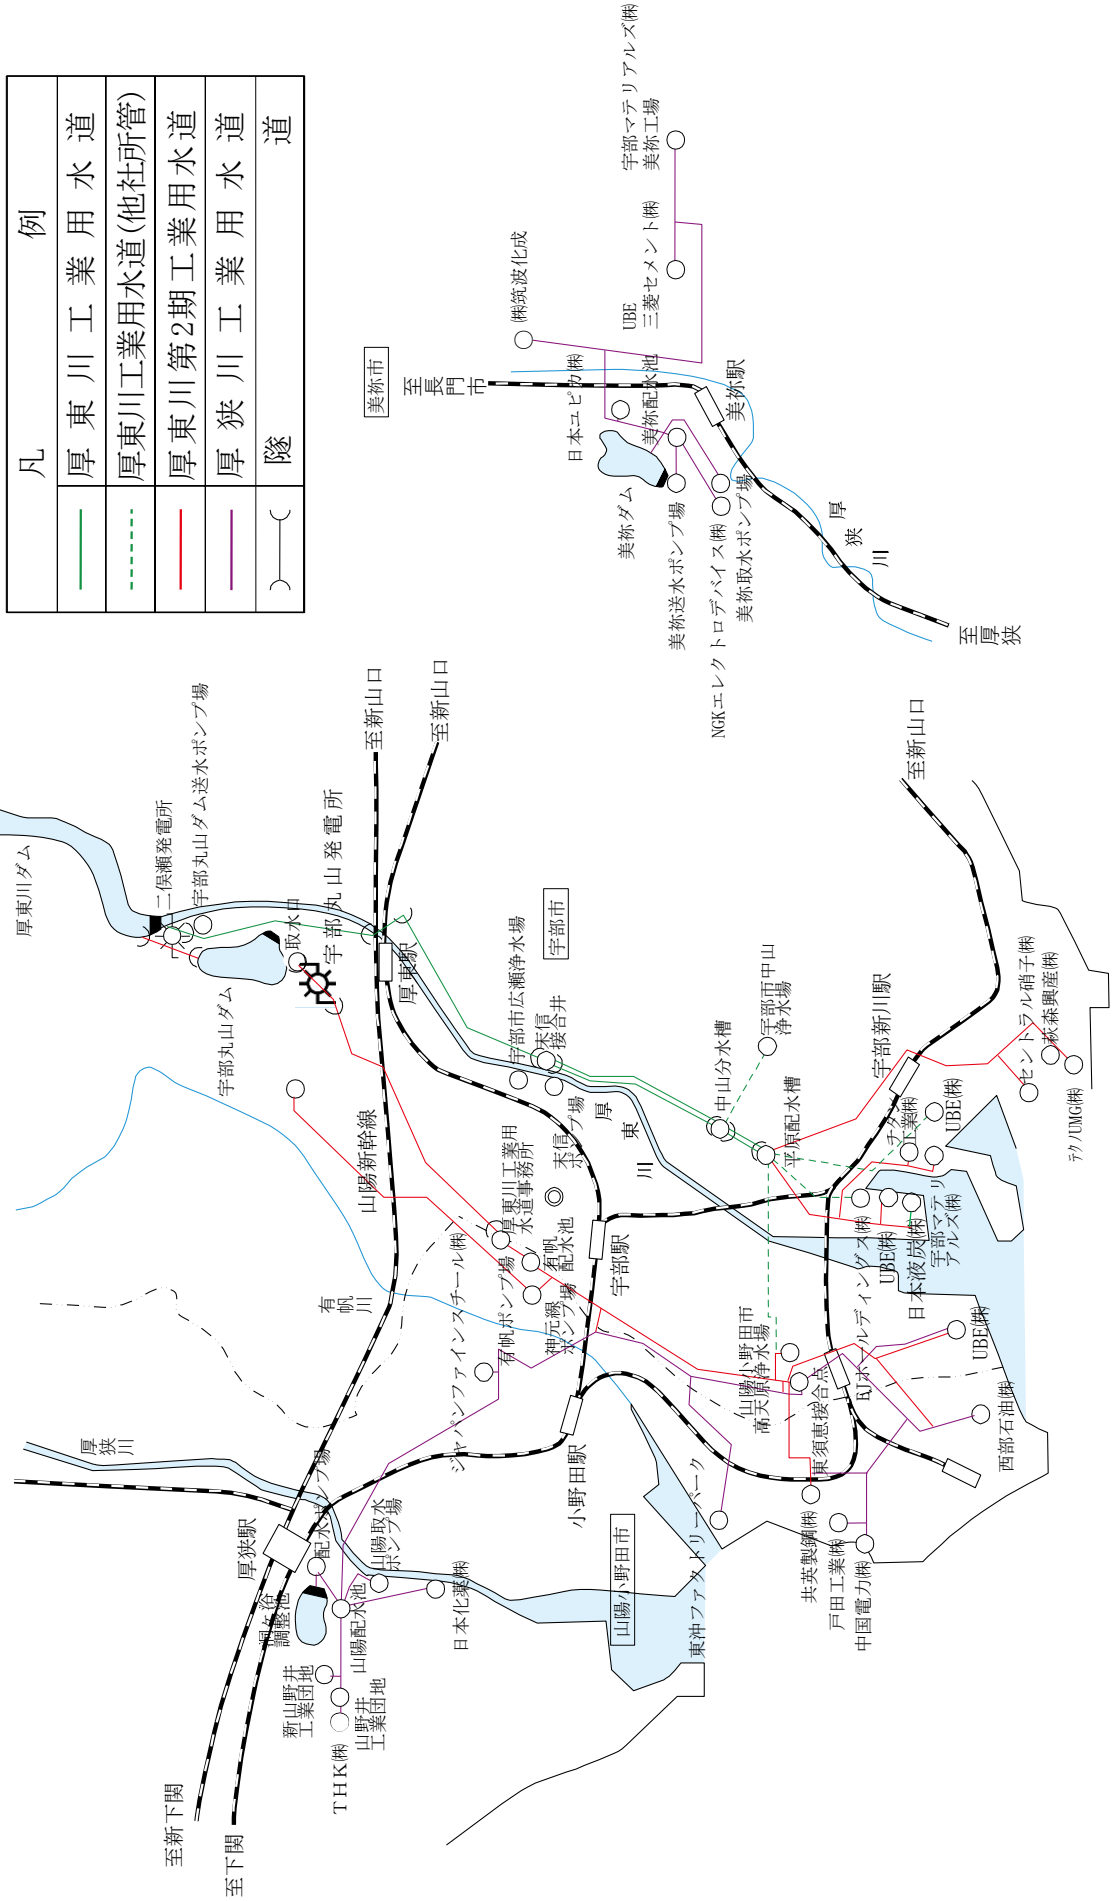 凡例
厚東川工業用水道
厚東川工業用水道(他社所管)
厚東川第2期工業用水道
厚狭川工業用水道
隧道
美祢市
至長門市
㈱筑波化成
宇部マテリアルズ㈱
美祢工場
UBE
三菱セメント㈱
日本ユピカ㈱
美祢配水池
美祢駅
美祢ダム
美祢送水ポンプ場
NGKエレクトロデバイス㈱
美祢取水ポンプ場
厚狭川
至厚狭
厚東川ダム
二俣瀬発電所
宇部丸山ダム送水ポンプ場
宇部丸山ダム
取水口
宇部丸山発電所
至新山口
至新山口
至新山口
厚東駅
宇部市
宇部市広瀬浄水場
末信
接合井
末信
ポンプ場
厚東川
中山分水槽
宇部市中山
浄水場
平原配水槽
宇部新川駅
セントラル硝子㈱
萩森興産㈱
テクノUMG㈱
チタン
工業㈱
UBE㈱
宇部マテリ
アルズ㈱
日本液炭㈱
UBE㈱
EJホールディングス㈱
UBE㈱
西部石油㈱
山陽新幹線
有帆川
厚東川工業用
水道事務所
有帆
配水池
宇部駅
神元線
ポンプ場
有帆ポンプ場
ジャパンファインスチール㈱
山陽小野田市
高天原浄水場
東須恵接合点
小野田駅
山陽小野田市
東沖ファクトリーパーク
共英製鋼㈱
戸田工業㈱
中国電力㈱
厚狭川
厚狭駅
配水ポンプ場
山陽取水
ポンプ場
日本化薬㈱
山陽配水池
調整池
新山野井
工業団地
山野井
工業団地
THK㈱
至新下関
至下関